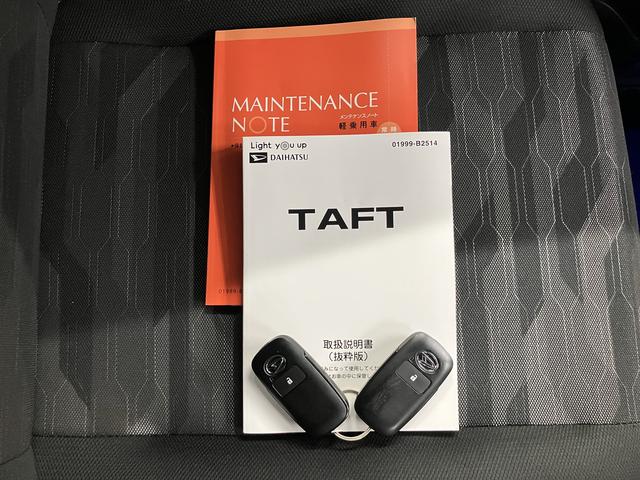 MAINTENANCE
NOTE
メンテナンスノート
軽乗用車
Light you up
DAIHATSU
01999-B2514
TAFT
取扱説明書
(抜粋版)